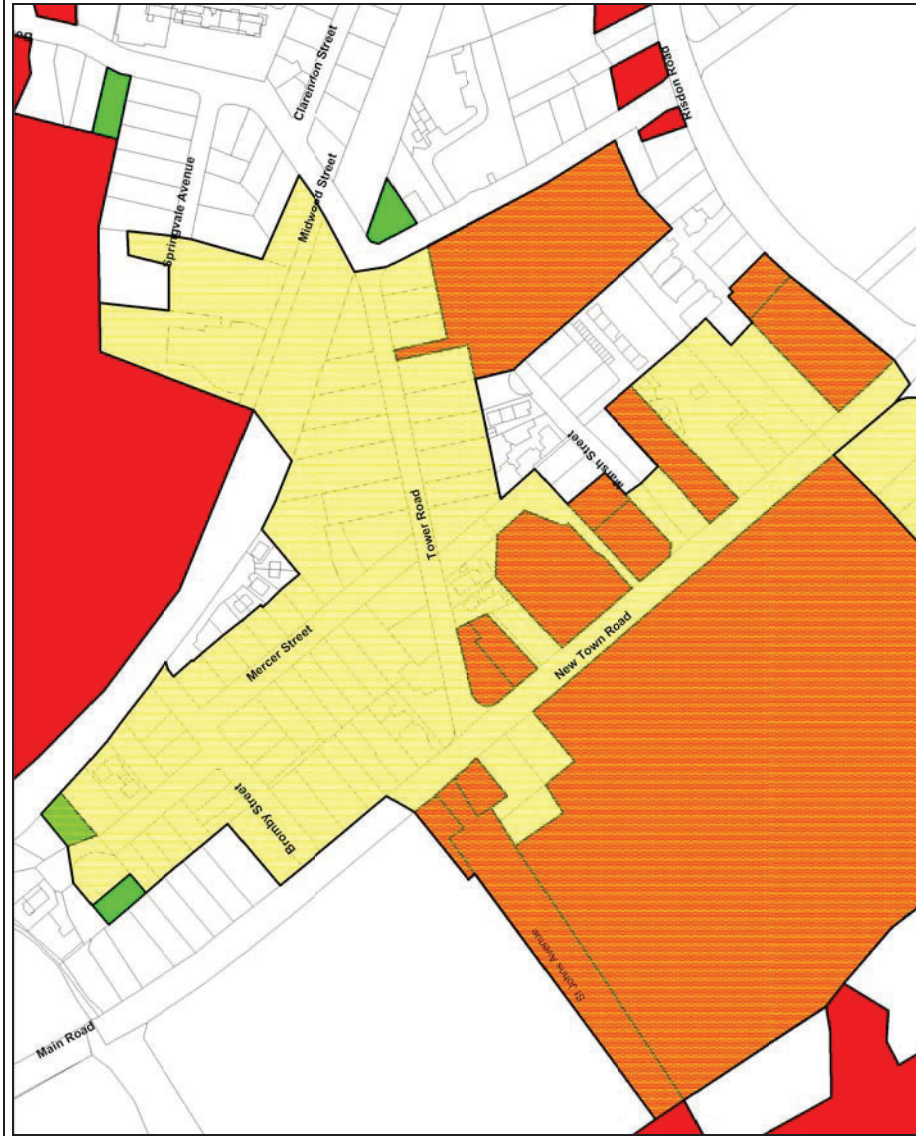 Clarendon Street
Risdon Road
Springvale Avenue
Midwood Street
Marsh Street
Tower Road
Mercer Street
New Town Road
Bromby Street
St Johns Avenue
Main Road